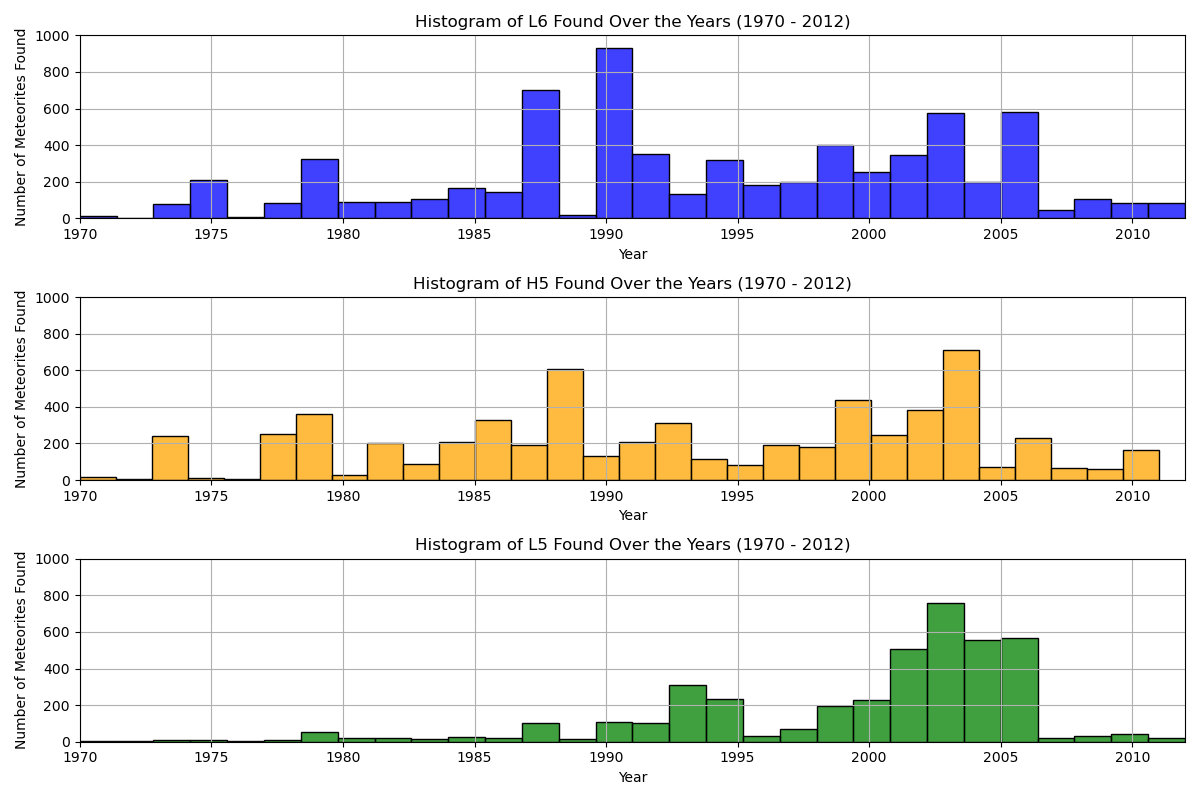 Histogram of L6 Found Over the Years (1970 - 2012)
Number of Meteorites Found
1000
800
600
400
200
0
1970 1975 1980 1985 1990 1995 2000 2005 2010
Year
Histogram of H5 Found Over the Years (1970 - 2012)
Number of Meteorites Found
1000
800
600
400
200
0
1970 1975 1980 1985 1990 1995 2000 2005 2010
Year
Histogram of L5 Found Over the Years (1970 - 2012)
Number of Meteorites Found
1000
800
600
400
200
0
1970 1975 1980 1985 1990 1995 2000 2005 2010
Year